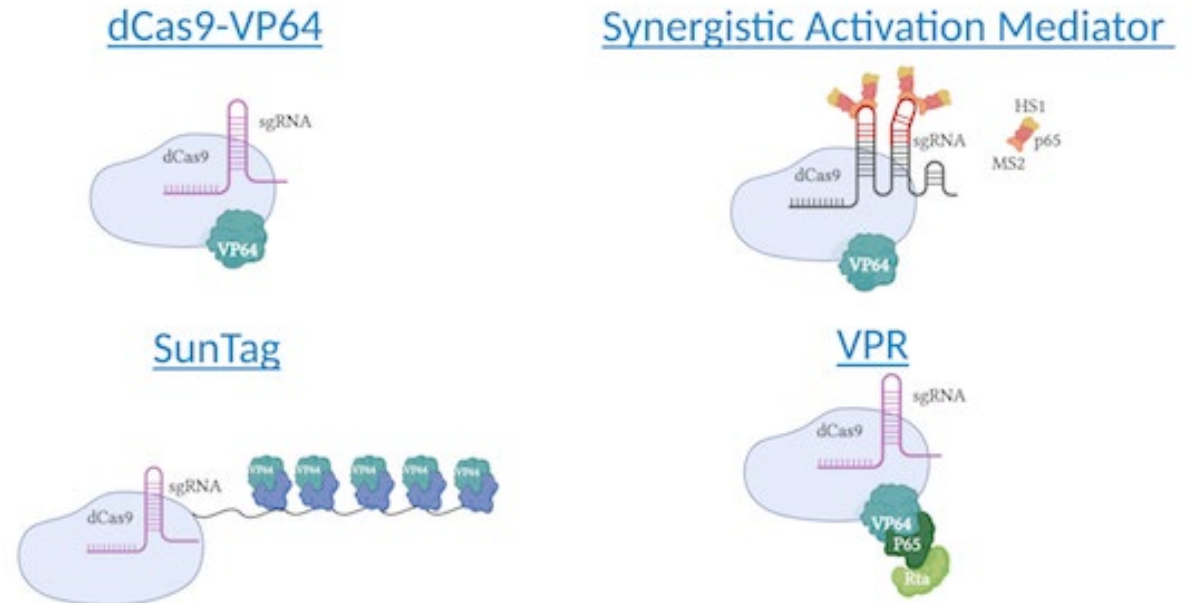 dCas9-VP64
sgRNA
dCas9
VP64
Synergistic Activation Mediator
HS1
p65
MS2
sgRNA
dCas9
VP64
SunTag
VP64 VP64 VP64 VP64 VP64
sgRNA
dCas9
VPR
sgRNA
dCas9
VP64
P65
Rta